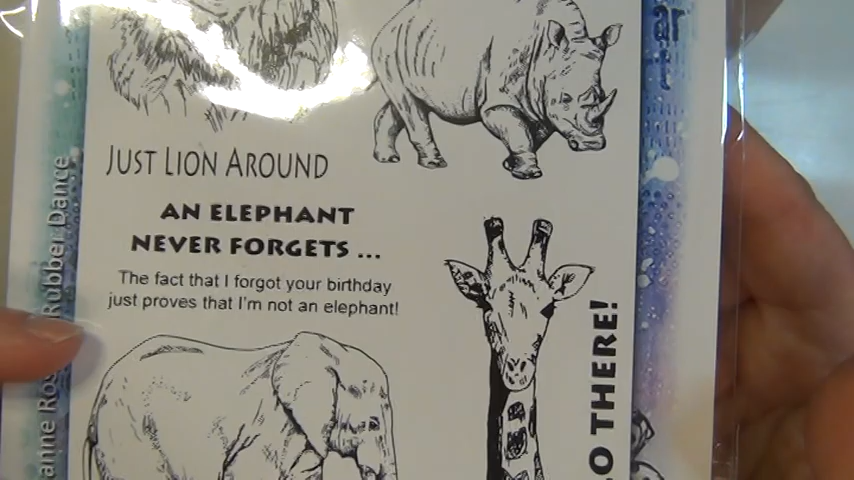 JUST LION AROUND
AN ELEPHANT
NEVER FORGETS ...
The fact that I forgot your birthday
just proves that I'm not an elephant!
THERE!
Rubber Dance